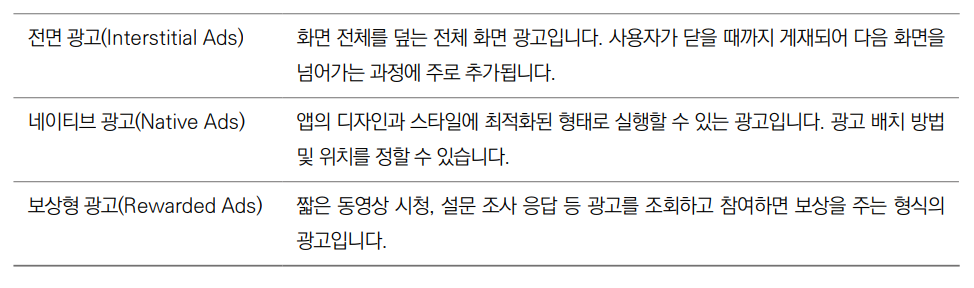 전면 광고(Interstitial Ads)
화면 전체를 덮는 전체 화면 광고입니다. 사용자가 닫을 때까지 게재되어 다음 화면을
넘어가는 과정에 주로 추가됩니다.
네이티브 광고(Native Ads)
앱의 디자인과 스타일에 최적화된 형태로 실행할 수 있는 광고입니다. 광고 배치 방법
및 위치를 정할 수 있습니다.
보상형 광고(Rewarded Ads)
짧은 동영상 시청, 설문 조사 응답 등 광고를 조회하고 참여하면 보상을 주는 형식의
광고입니다.